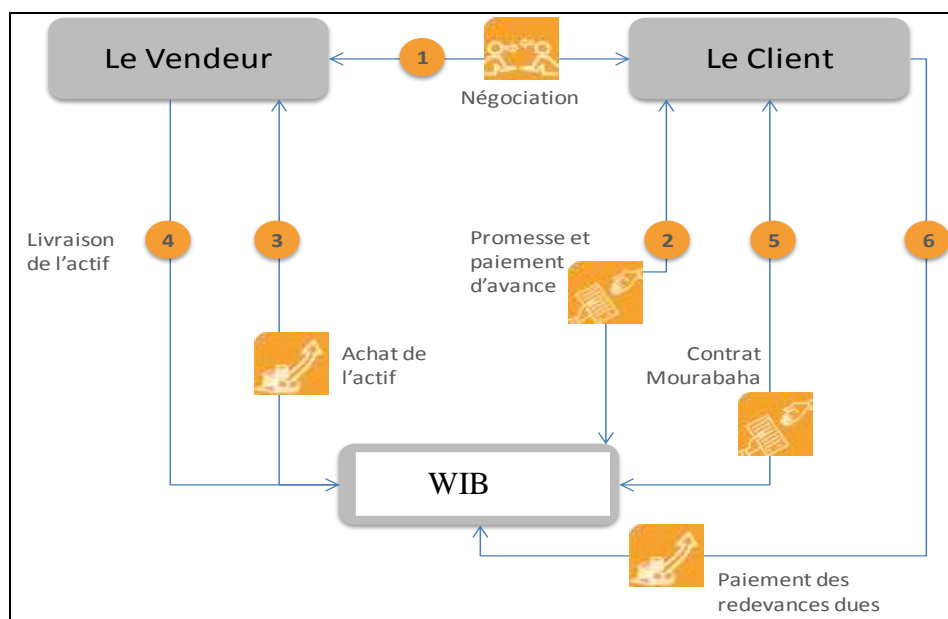 Le Vendeur
1
Le Client
Négociation
Livraison
de l’actif
4
3
Promesse et
paiement
d’avance
2
5
6
Achat de
l’actif
Contrat
Mourabaha
WIB
Paiement des
redevances dues